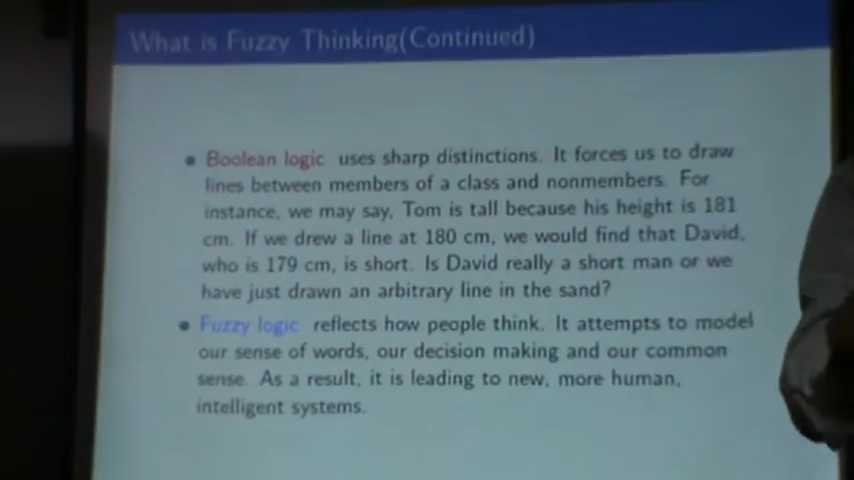 What is Fuzzy Thinking(Continued)
Boolean logic uses sharp distinctions. It forces us to draw
lines between members of a class and nonmembers. For
instance, we may say, Tom is tall because his height is 181
cm. If we drew a line at 180 cm, we would find that David,
who is 179 cm, is short. Is David really a short man or we
have just drawn an arbitrary line in the sand?
Fuzzy logic reflects how people think. It attempts to model
our sense of words, our decision making and our common
sense. As a result, it is leading to new, more human,
intelligent systems.